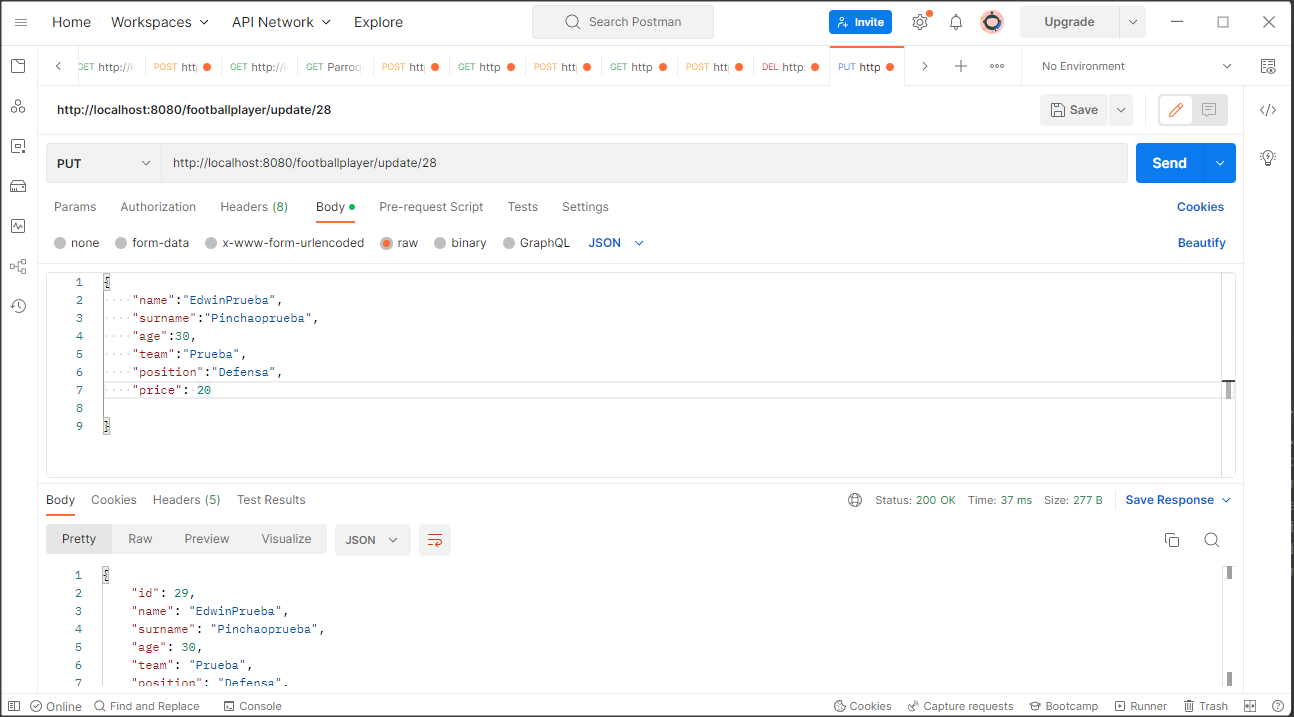 Home Workspaces API Network Explore Search Postman Invite Upgrade
GET http://l POST htt GET http://l GET Parroq POST htt GET http POST htt GET http POST htt DEL http: PUT http No Environment
http://localhost:8080/footballplayer/update/28 Save
PUT http://localhost:8080/footballplayer/update/28 Send
Params Authorization Headers (8) Body Pre-request Script Tests Settings Cookies
none form-data x-www-form-urlencoded raw binary GraphQL JSON Beautify
1 {
2 "name":"EdwinPrueba",
3 "surname":"Pinchaoprueba",
4 "age":30,
5 "team":"Prueba",
6 "position":"Defensa",
7 "price": 20
8
9 }
Body Cookies Headers (5) Test Results Status: 200 OK Time: 37 ms Size: 277 B Save Response
Pretty Raw Preview Visualize JSON
1 {
2 "id": 29,
3 "name": "EdwinPrueba",
4 "surname": "Pinchaoprueba",
5 "age": 30,
6 "team": "Prueba",
7 "position": "Defensa",
Online Find and Replace Console Cookies Capture requests Bootcamp Runner Trash